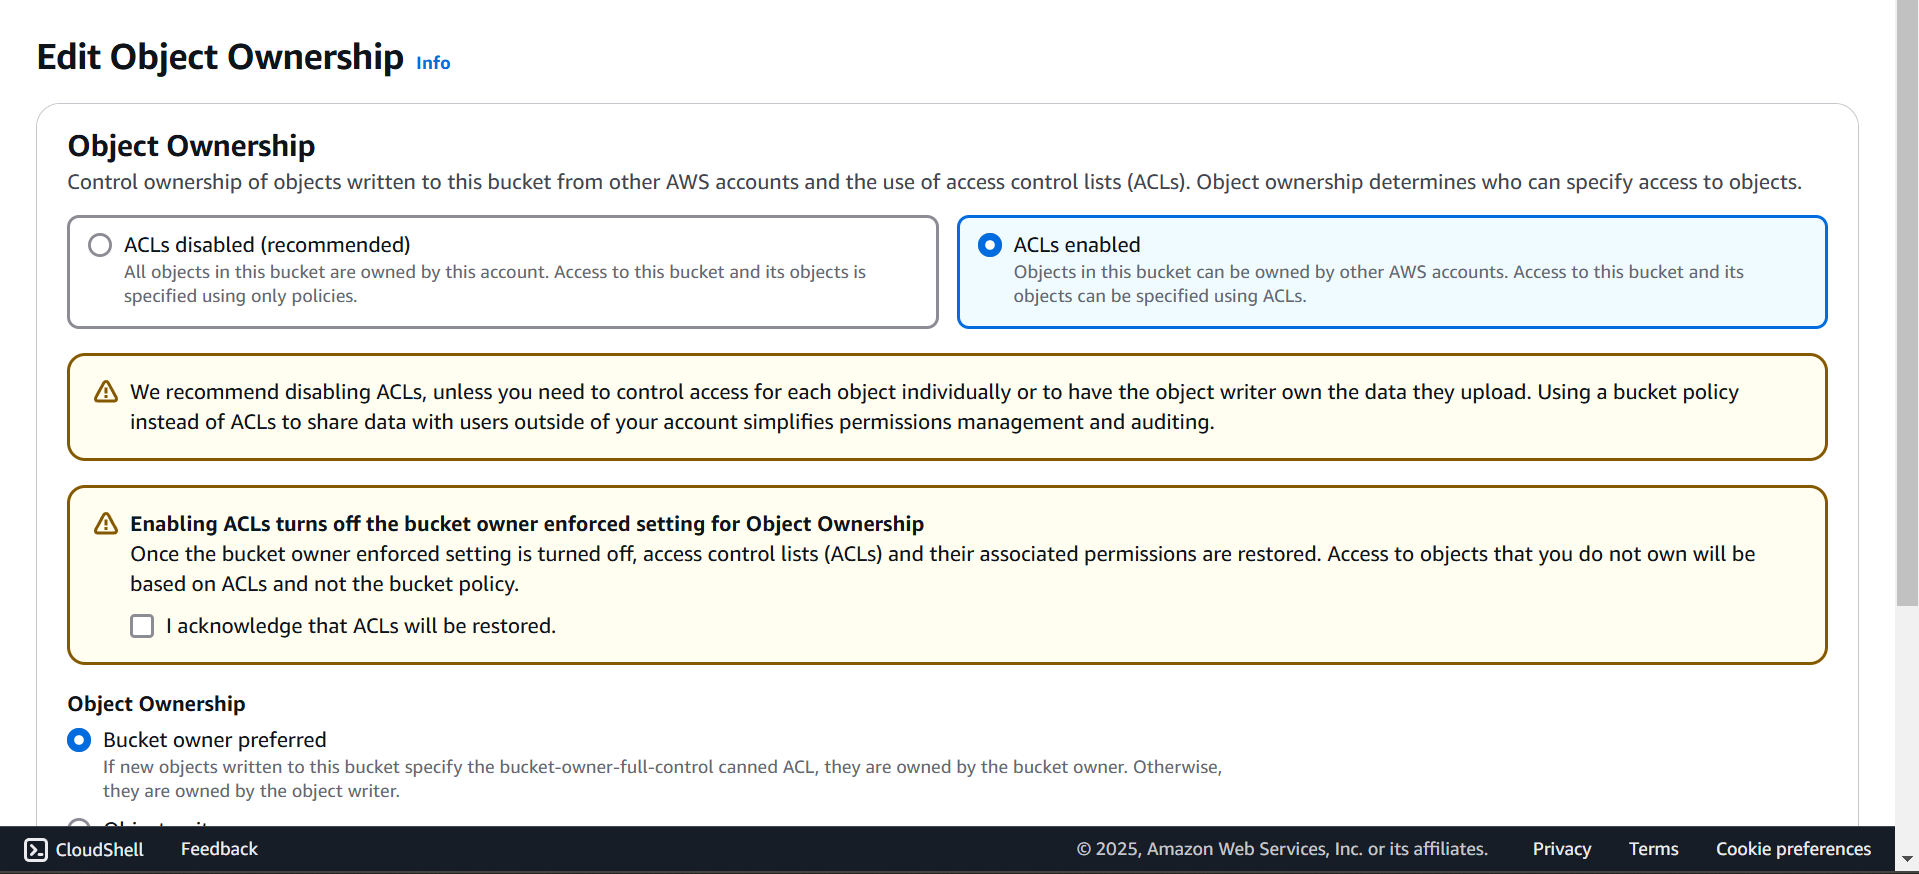 Edit Object Ownership Info
Object Ownership
Control ownership of objects written to this bucket from other AWS accounts and the use of access control lists (ACLs). Object ownership determines who can specify access to objects.
ACLs disabled (recommended)
All objects in this bucket are owned by this account. Access to this bucket and its objects is
specified using only policies.
ACLs enabled
Objects in this bucket can be owned by other AWS accounts. Access to this bucket and its
objects can be specified using ACLs.
We recommend disabling ACLs, unless you need to control access for each object individually or to have the object writer own the data they upload. Using a bucket policy
instead of ACLs to share data with users outside of your account simplifies permissions management and auditing.
Enabling ACLs turns off the bucket owner enforced setting for Object Ownership
Once the bucket owner enforced setting is turned off, access control lists (ACLs) and their associated permissions are restored. Access to objects that you do not own will be
based on ACLs and not the bucket policy.
I acknowledge that ACLs will be restored.
Object Ownership
Bucket owner preferred
If new objects written to this bucket specify the bucket-owner-full-control canned ACL, they are owned by the bucket owner. Otherwise,
they are owned by the object writer.
CloudShell Feedback © 2025, Amazon Web Services, Inc. or its affiliates. Privacy Terms Cookie preferences